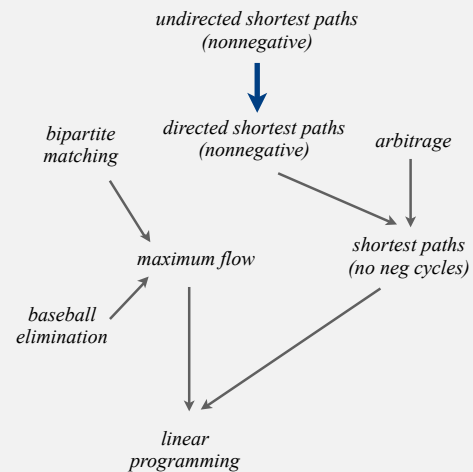 undirected shortest paths
(nonnegative)
bipartite
matching
directed shortest paths
(nonnegative)
arbitrage
maximum flow
shortest paths
(no neg cycles)
baseball
elimination
linear
programming